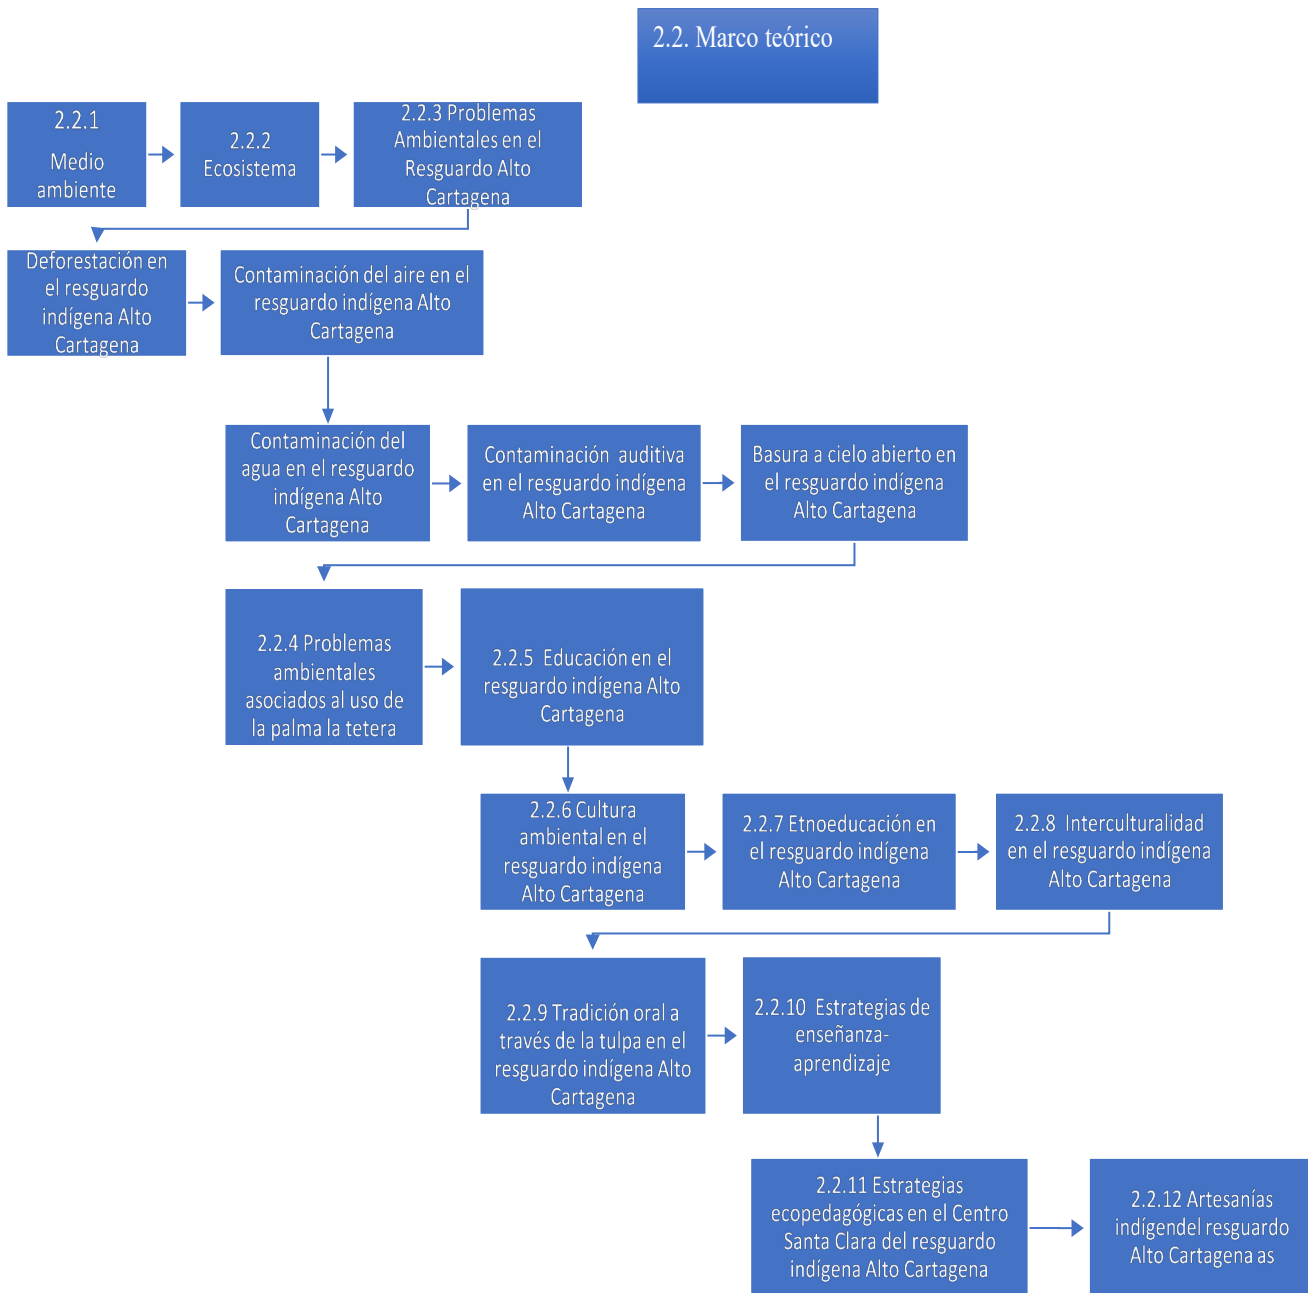 2.2. Marco teórico
2.2.1
Medio
ambiente
2.2.2
Ecosistema
2.2.3 Problemas
Ambientales en el
Resguardo Alto
Cartagena
Deforestación en
el resguardo
indígena Alto
Cartagena
Contaminación del aire en el
resguardo indígena Alto
Cartagena
Contaminación del
agua en el resguardo
indígena Alto
Cartagena
Contaminación auditiva
en el resguardo indígena
Alto Cartagena
Basura a cielo abierto en
el resguardo indígena
Alto Cartagena
2.2.4 Problemas
ambientales
asociados al uso de
la palma la tetera
2.2.5 Educación en el
resguardo indígena Alto
Cartagena
2.2.6 Cultura
ambiental en el
resguardo indígena
Alto Cartagena
2.2.7 Etnoeducación en
el resguardo indígena
Alto Cartagena
2.2.8 Interculturalidad
en el resguardo indígena
Alto Cartagena
2.2.9 Tradición oral a
través de la tulpa en el
resguardo indígena Alto
Cartagena
2.2.10 Estrategias de
enseñanza-
aprendizaje
2.2.11 Estrategias
ecopedagógicas en el Centro
Santa Clara del resguardo
indígena Alto Cartagena
2.2.12 Artesanías
indígendel resguardo
Alto Cartagena as